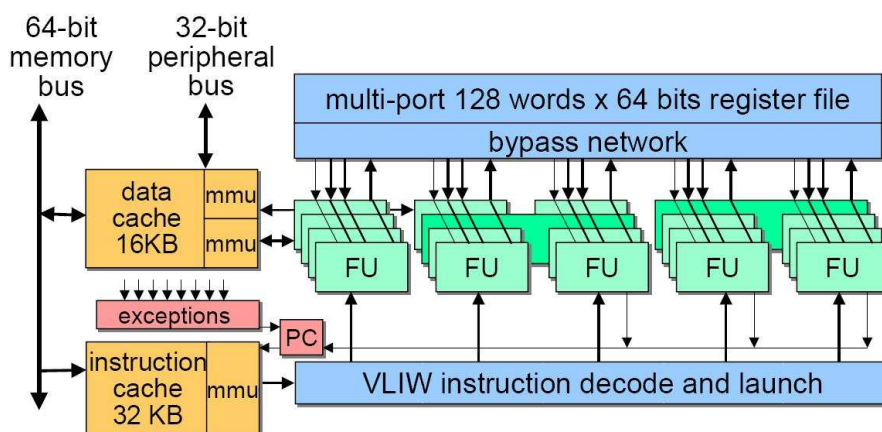 64-bit
memory
bus
32-bit
peripheral
bus
multi-port 128 words x 64 bits register file
bypass network
data
cache
16KB
mmu
mmu
FU
FU
FU
FU
FU
exceptions
PC
instruction
cache
32 KB
mmu
VLIW instruction decode and launch